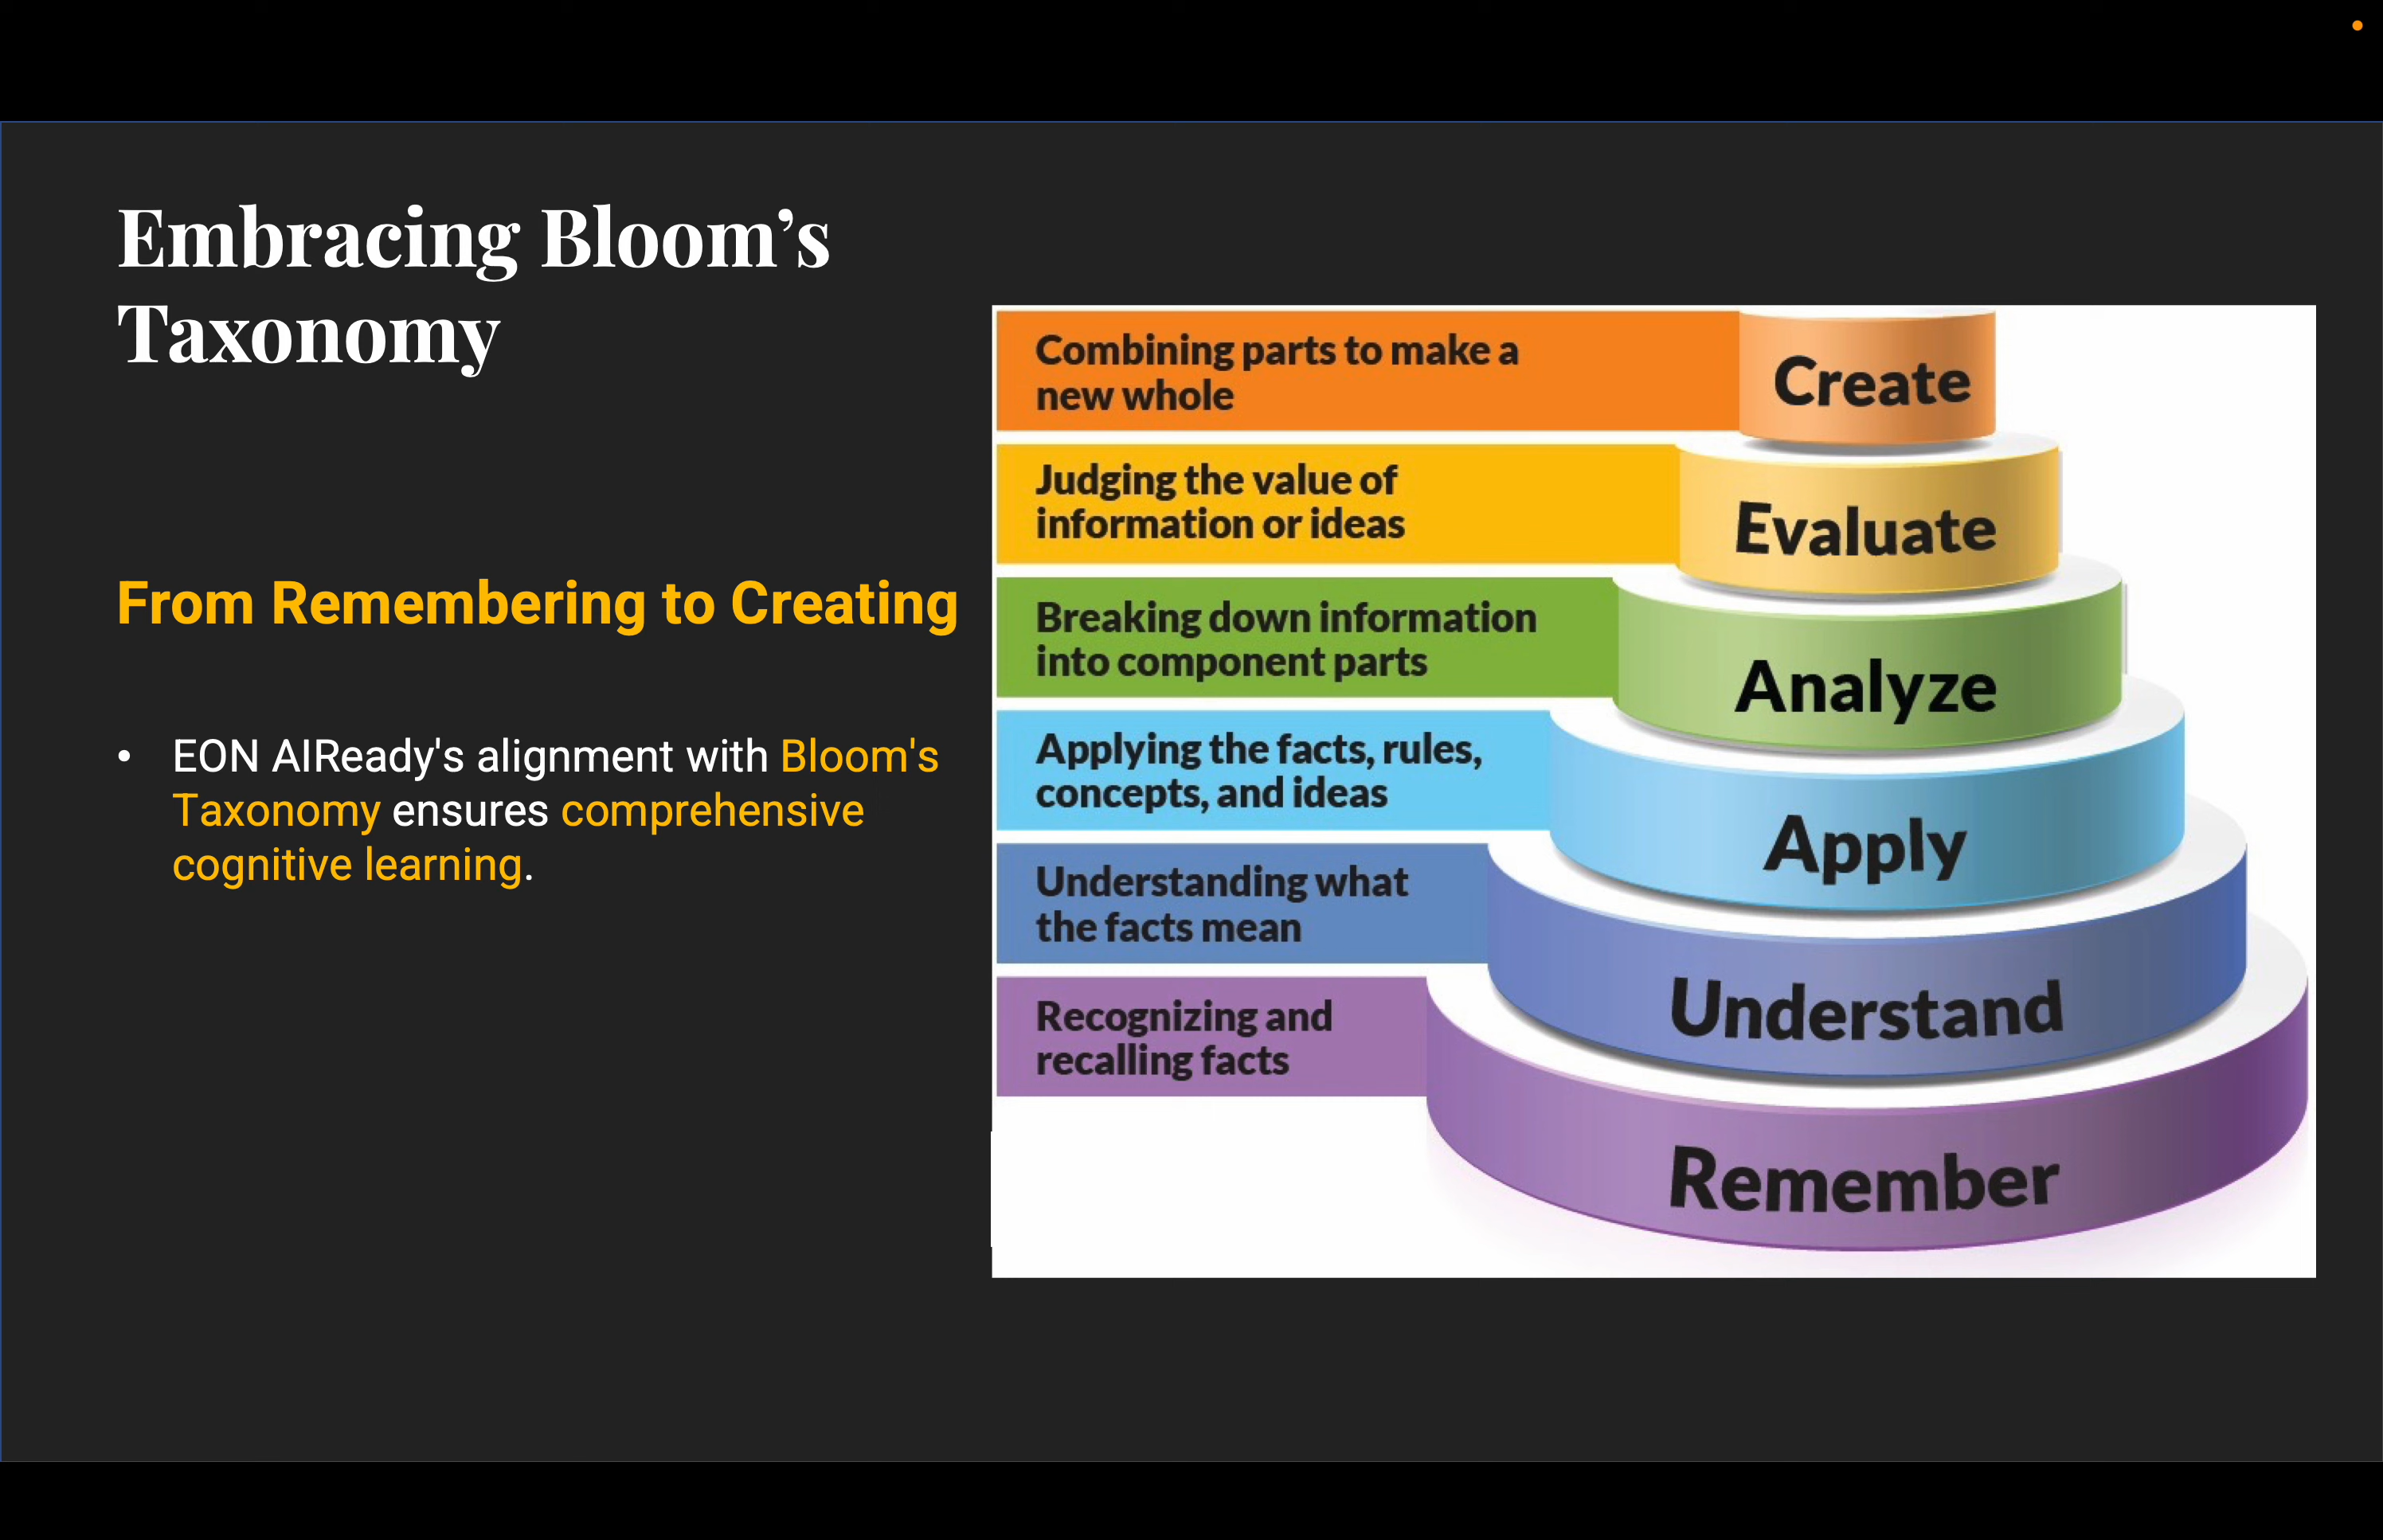 Embracing Bloom’s
Taxonomy
From Remembering to Creating
• EON AIReady's alignment with Bloom's
Taxonomy ensures comprehensive
cognitive learning.
Combining parts to make a
new whole
Create
Judging the value of
information or ideas
Evaluate
Breaking down information
into component parts
Analyze
Applying the facts, rules,
concepts, and ideas
Apply
Understanding what
the facts mean
Understand
Recognizing and
recalling facts
Remember